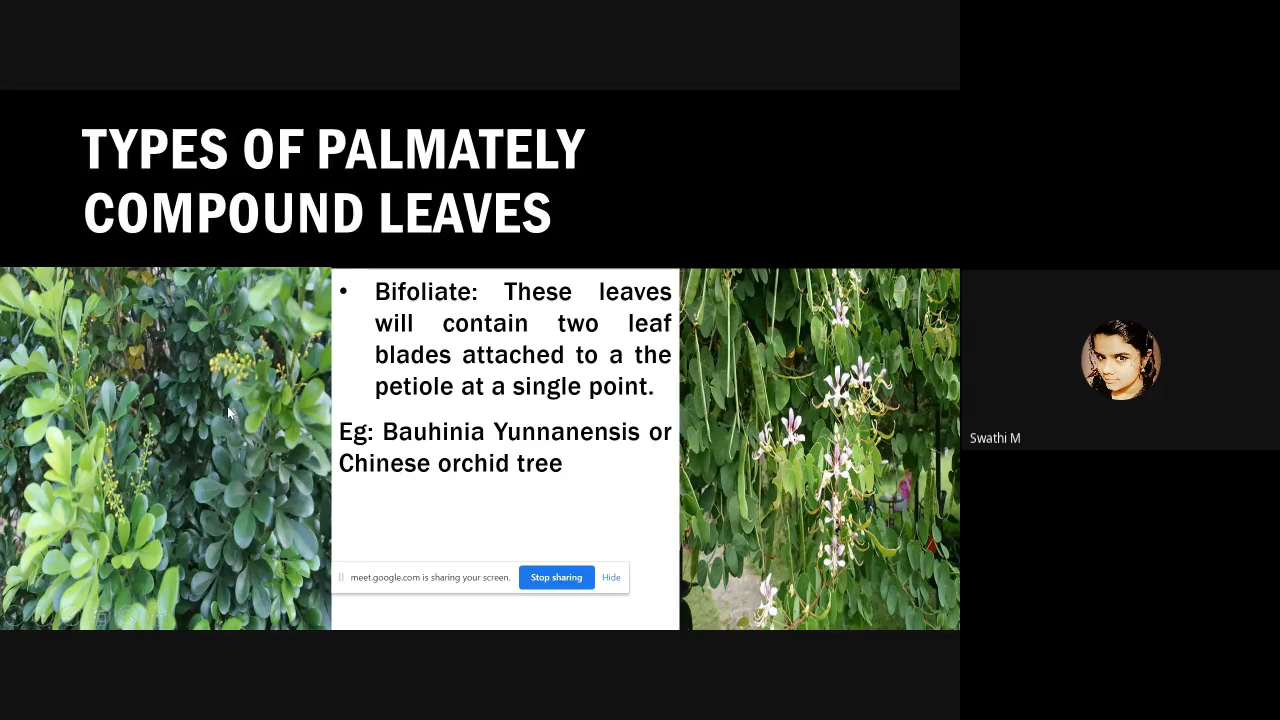 TYPES OF PALMATELY
COMPOUND LEAVES
• Bifoliate: These leaves
will contain two leaf
blades attached to a the
petiole at a single point.
Eg: Bauhinia Yunnanensis or
Chinese orchid tree
meet.google.com is sharing your screen. Stop sharing Hide
Swathi M